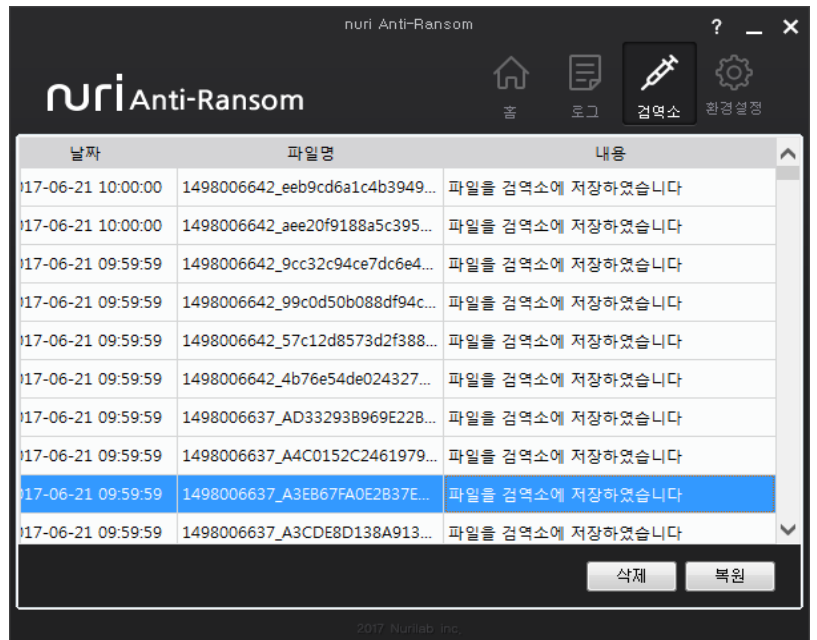 nuri Anti-Ransom
? _ X
nuri Anti-Ransom
홈 로그 검역소 환경설정
날짜 파일명 내용
17-06-21 10:00:00 1498006642_eeb9cd6a1c4b3949... 파일을 검역소에 저장하였습니다
17-06-21 10:00:00 1498006642_aee20f9188a5c395... 파일을 검역소에 저장하였습니다
17-06-21 09:59:59 1498006642_9cc32c94ce7dc6e4... 파일을 검역소에 저장하였습니다
17-06-21 09:59:59 1498006642_99c0d50b088df94c... 파일을 검역소에 저장하였습니다
17-06-21 09:59:59 1498006642_57c12d8573d2f388... 파일을 검역소에 저장하였습니다
17-06-21 09:59:59 1498006642_4b76e54de024327... 파일을 검역소에 저장하였습니다
17-06-21 09:59:59 1498006637_AD33293B969E22B... 파일을 검역소에 저장하였습니다
17-06-21 09:59:59 1498006637_A4C0152C2461979... 파일을 검역소에 저장하였습니다
17-06-21 09:59:59 1498006637_A3EB67FA0E2B37E... 파일을 검역소에 저장하였습니다
17-06-21 09:59:59 1498006637_A3CDE8D138A913... 파일을 검역소에 저장하였습니다
삭제 복원
2017 Nurilab inc.